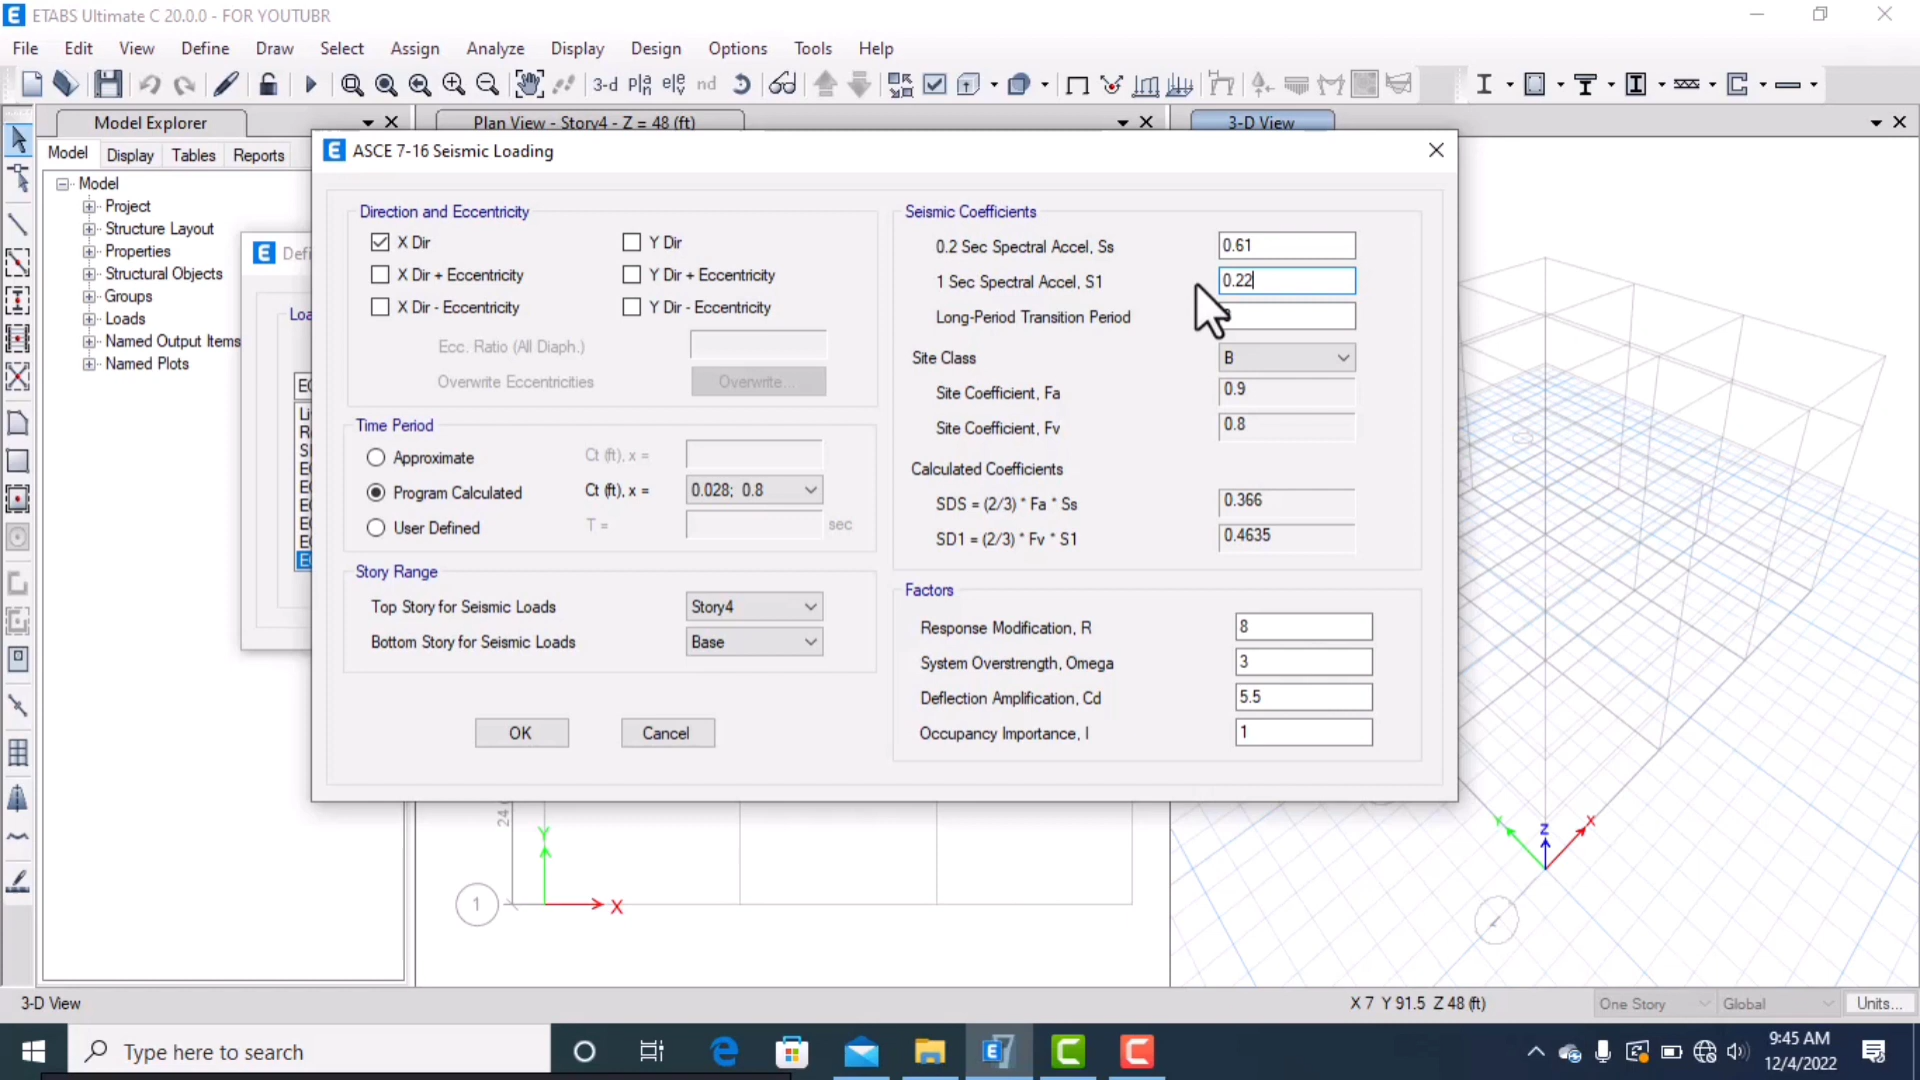 ETABS Ultimate C 20.0.0 - FOR YOUTUBR
File Edit View Define Draw Select Assign Analyze Display Design Options Tools Help
3-d nd
Model Explorer
Plan View - Story4 - Z = 48 (ft)
3-D View
Model Display Tables Reports
Model
Project
Structure Layout
Properties
Structural Objects
Groups
Loads
Named Output Items
Named Plots
ASCE 7-16 Seismic Loading
Direction and Eccentricity
X Dir
Y Dir
X Dir + Eccentricity
Y Dir + Eccentricity
X Dir - Eccentricity
Y Dir - Eccentricity
Ecc. Ratio (All Diaph.)
Overwrite Eccentricities
Overwrite...
Time Period
Approximate Ct (ft), x =
Program Calculated Ct (ft), x = 0.028; 0.8
User Defined T = sec
Story Range
Top Story for Seismic Loads Story4
Bottom Story for Seismic Loads Base
OK
Cancel
Seismic Coefficients
0.2 Sec Spectral Accel, Ss 0.61
1 Sec Spectral Accel, S1 0.22
Long-Period Transition Period
Site Class B
Site Coefficient, Fa 0.9
Site Coefficient, Fv 0.8
Calculated Coefficients
SDS = (2/3) * Fa * Ss 0.366
SD1 = (2/3) * Fv * S1 0.4635
Factors
Response Modification, R 8
System Overstrength, Omega 3
Deflection Amplification, Cd 5.5
Occupancy Importance, I 1
24
Y
1
X
Y
Z
X
3-D View
X 7 Y 91.5 Z 48 (ft)
One Story
Global
Units...
Type here to search
9:45 AM
12/4/2022